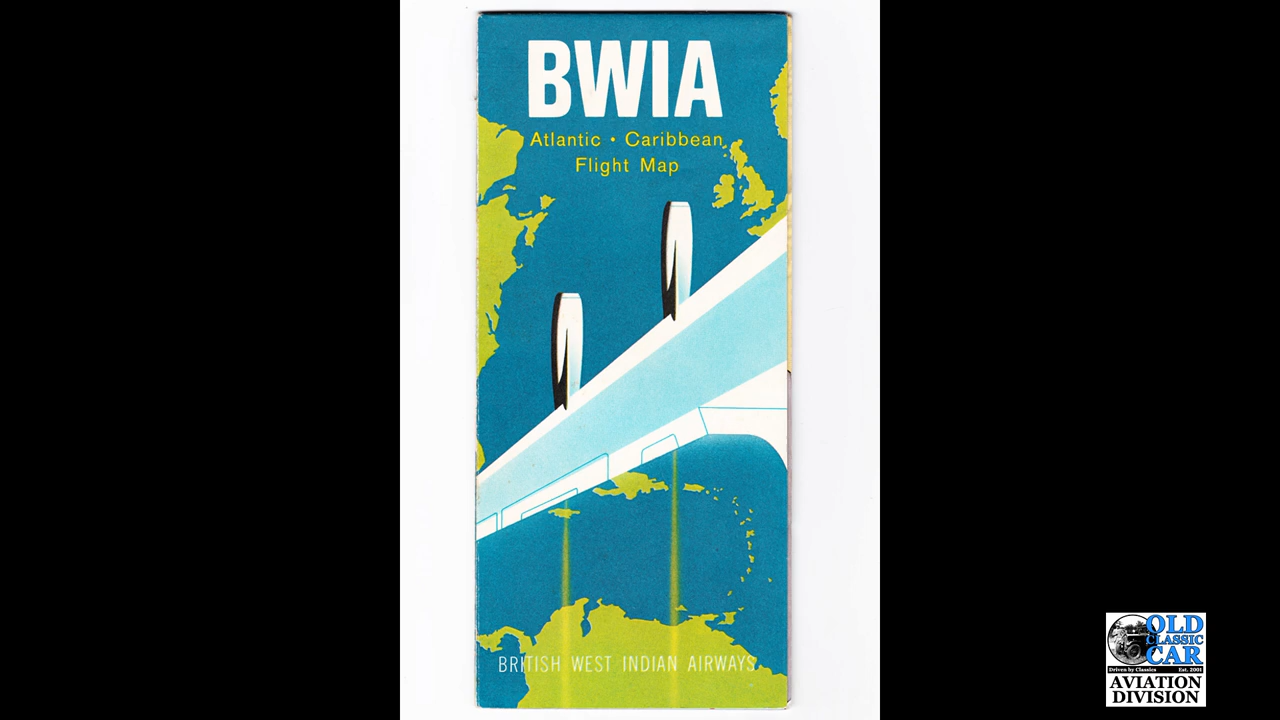 BWIA
Atlantic • Caribbean
Flight Map
BRITISH WEST INDIAN AIRWAYS
OLD
CLASSIC
CAR
Driven by Classics Est. 2001
AVIATION
DIVISION